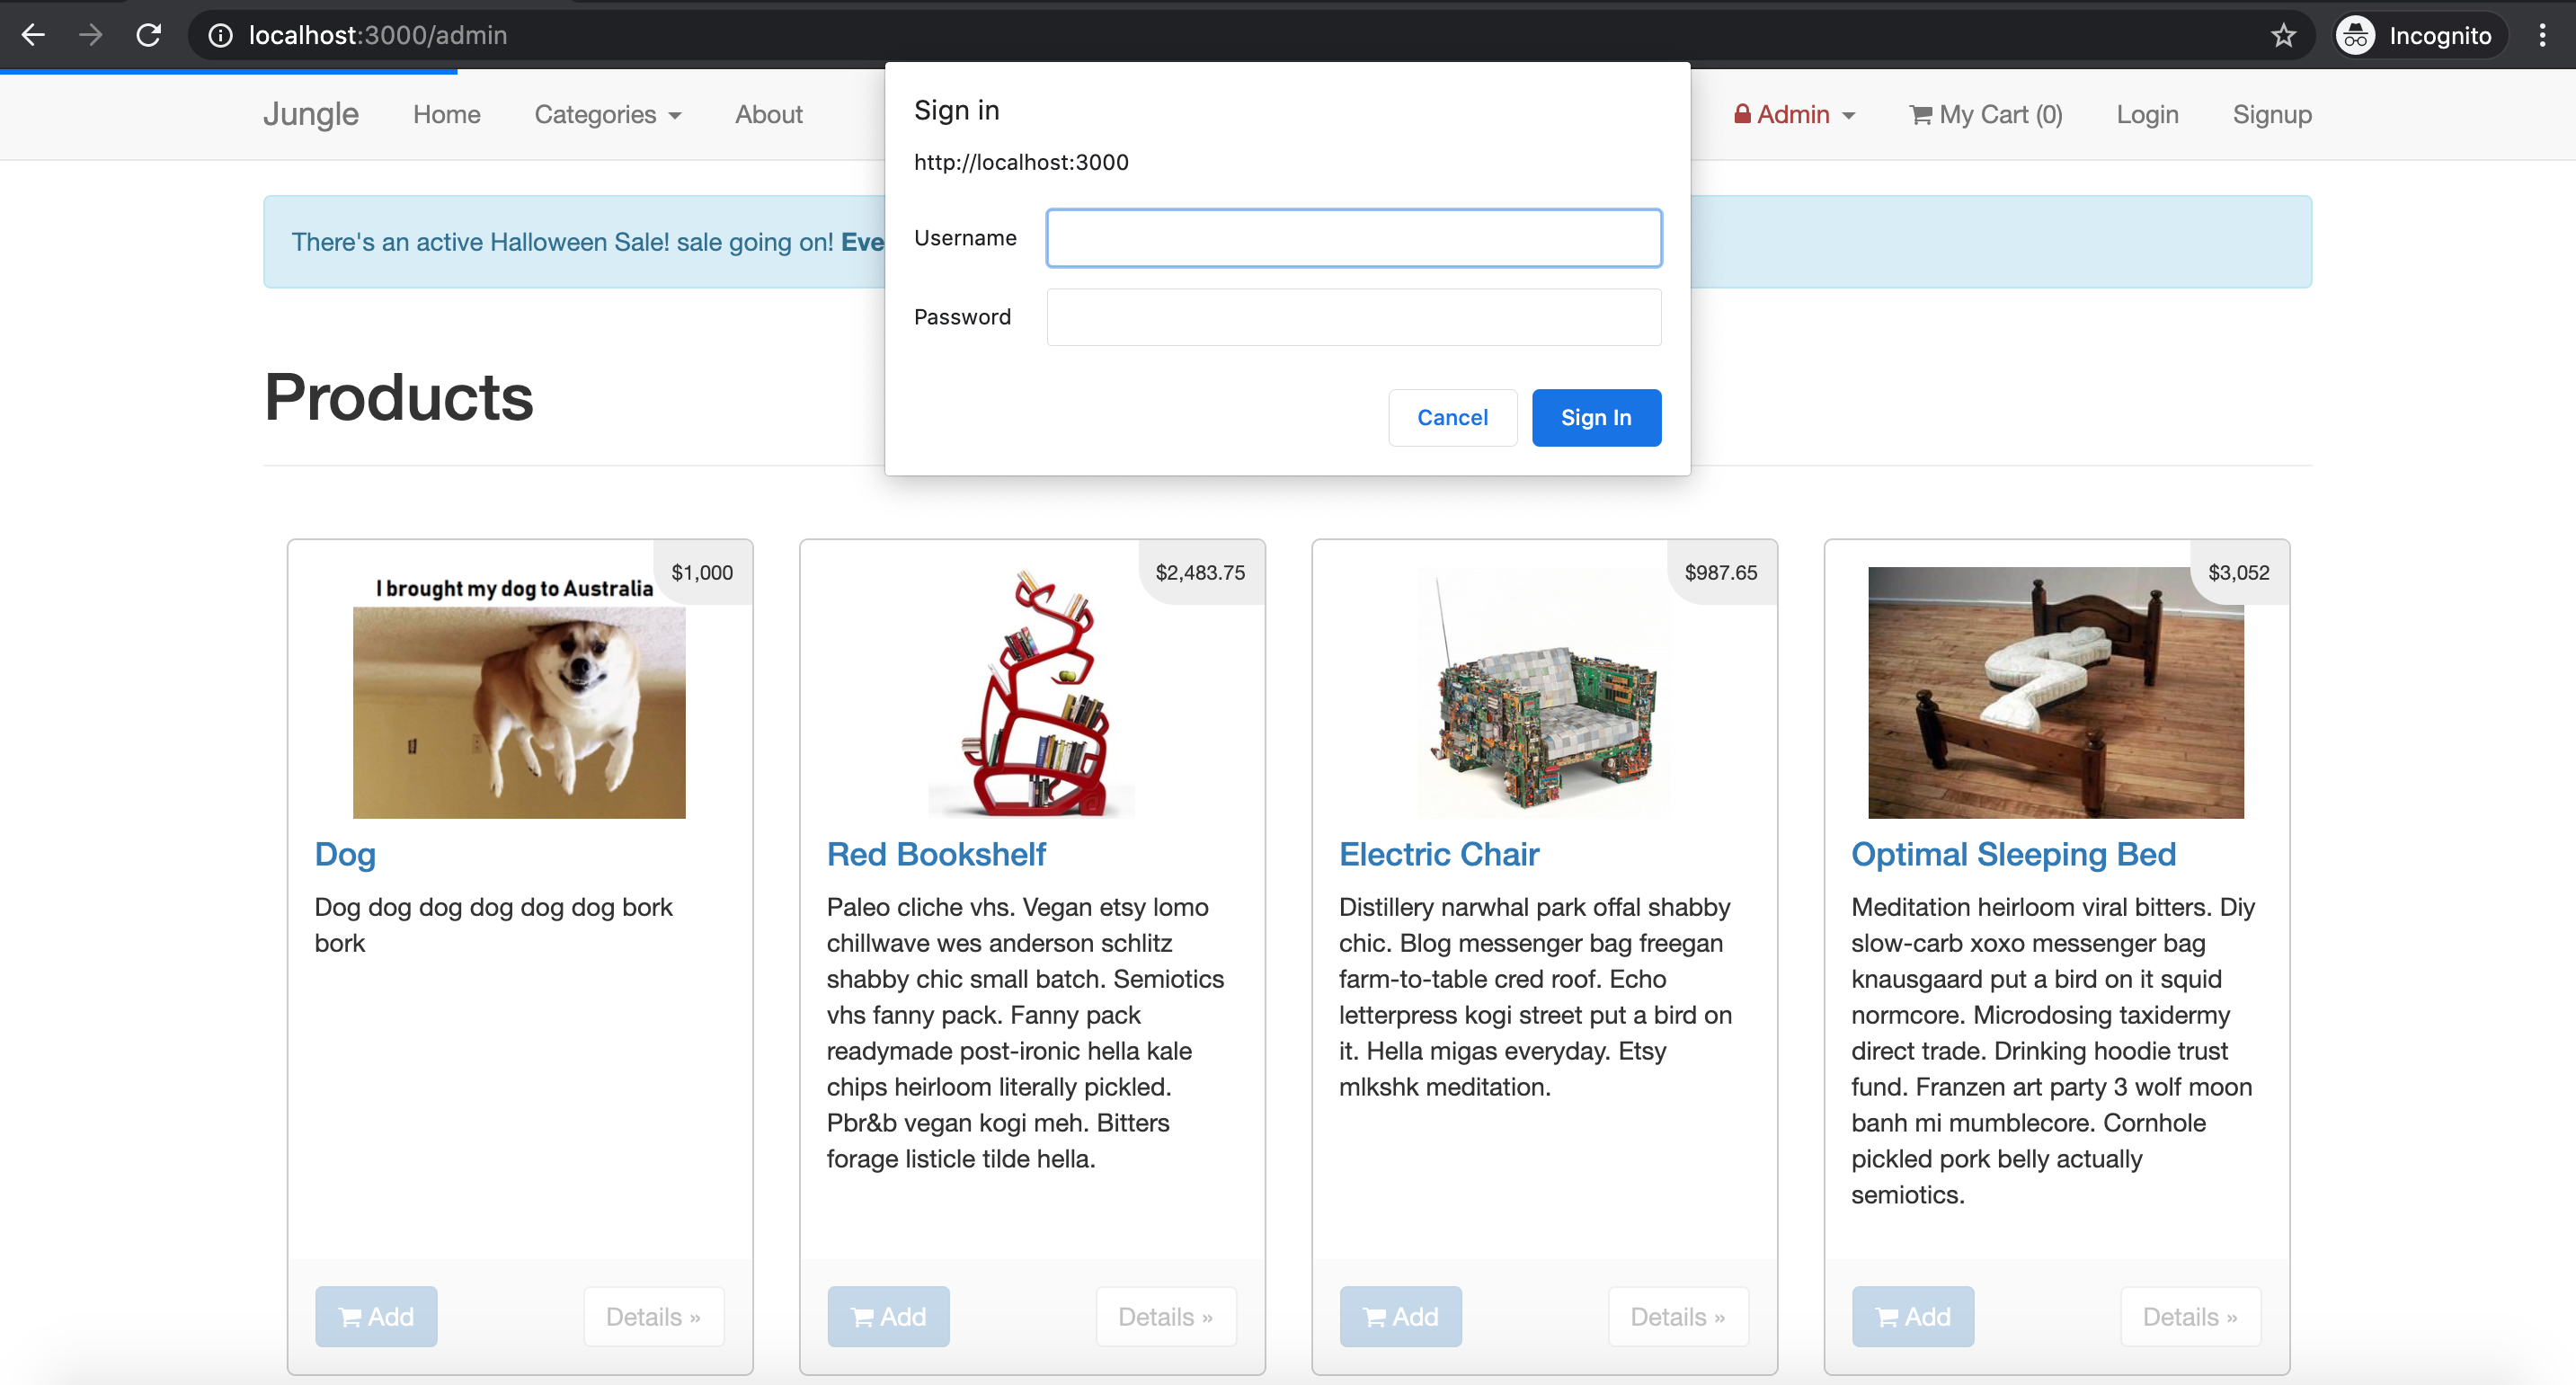 localhost:3000/admin
Incognito
Jungle Home Categories About Admin My Cart (0) Login Signup
Sign in
http://localhost:3000
Username
Password
Cancel Sign In
There's an active Halloween Sale! sale going on! Eve
Products
$1,000
I brought my dog to Australia
Dog
Dog dog dog dog dog dog bork
bork
Add Details »
$2,483.75
Red Bookshelf
Paleo cliche vhs. Vegan etsy lomo
chillwave wes anderson schlitz
shabby chic small batch. Semiotics
vhs fanny pack. Fanny pack
readymade post-ironic hella kale
chips heirloom literally pickled.
Pbr&b vegan kogi meh. Bitters
forage listicle tilde hella.
Add Details »
$987.65
Electric Chair
Distillery narwhal park offal shabby
chic. Blog messenger bag freegan
farm-to-table cred roof. Echo
letterpress kogi street put a bird on
it. Hella migas everyday. Etsy
mlkshk meditation.
Add Details »
$3,052
Optimal Sleeping Bed
Meditation heirloom viral bitters. Diy
slow-carb xoxo messenger bag
knausgaard put a bird on it squid
normcore. Microdosing taxidermy
direct trade. Drinking hoodie trust
fund. Franzen art party 3 wolf moon
banh mi mumblecore. Cornhole
pickled pork belly actually
semiotics.
Add Details »